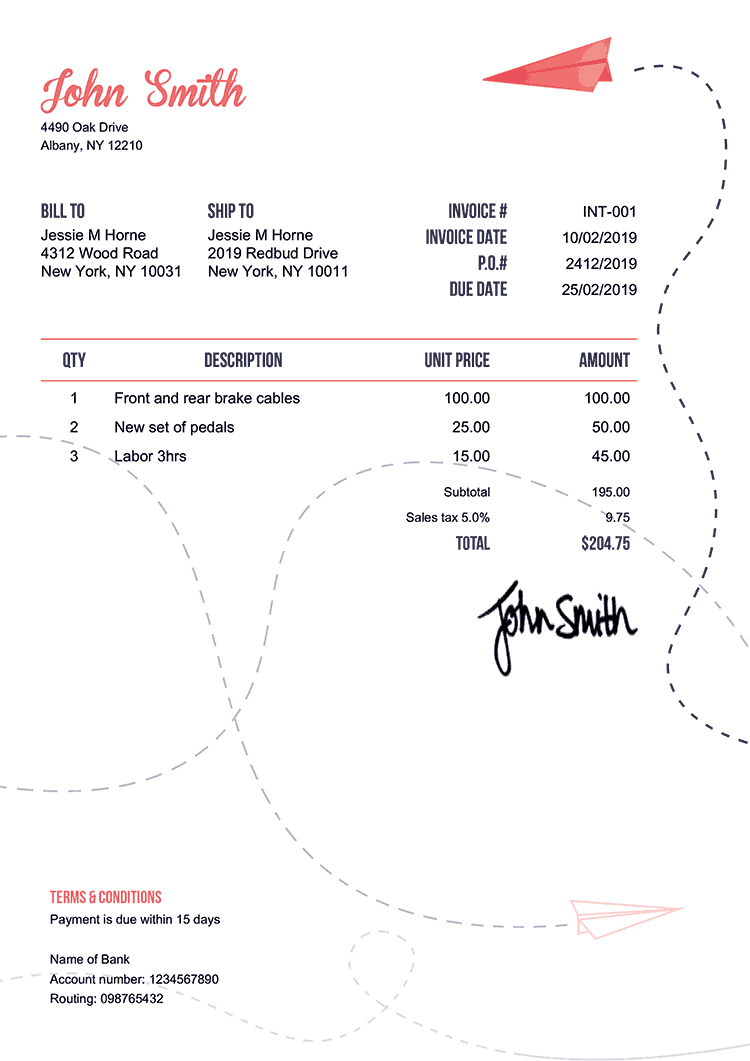 John Smith
4490 Oak Drive
Albany, NY 12210
BILL TO
Jessie M Horne
4312 Wood Road
New York, NY 10031
SHIP TO
Jessie M Horne
2019 Redbud Drive
New York, NY 10011
INVOICE # INT-001
INVOICE DATE 10/02/2019
P.O.# 2412/2019
DUE DATE 25/02/2019
QTY DESCRIPTION UNIT PRICE AMOUNT
1 Front and rear brake cables 100.00 100.00
2 New set of pedals 25.00 50.00
3 Labor 3hrs 15.00 45.00
Subtotal 195.00
Sales tax 5.0% 9.75
TOTAL $204.75
John Smith
TERMS & CONDITIONS
Payment is due within 15 days
Name of Bank
Account number: 1234567890
Routing: 098765432